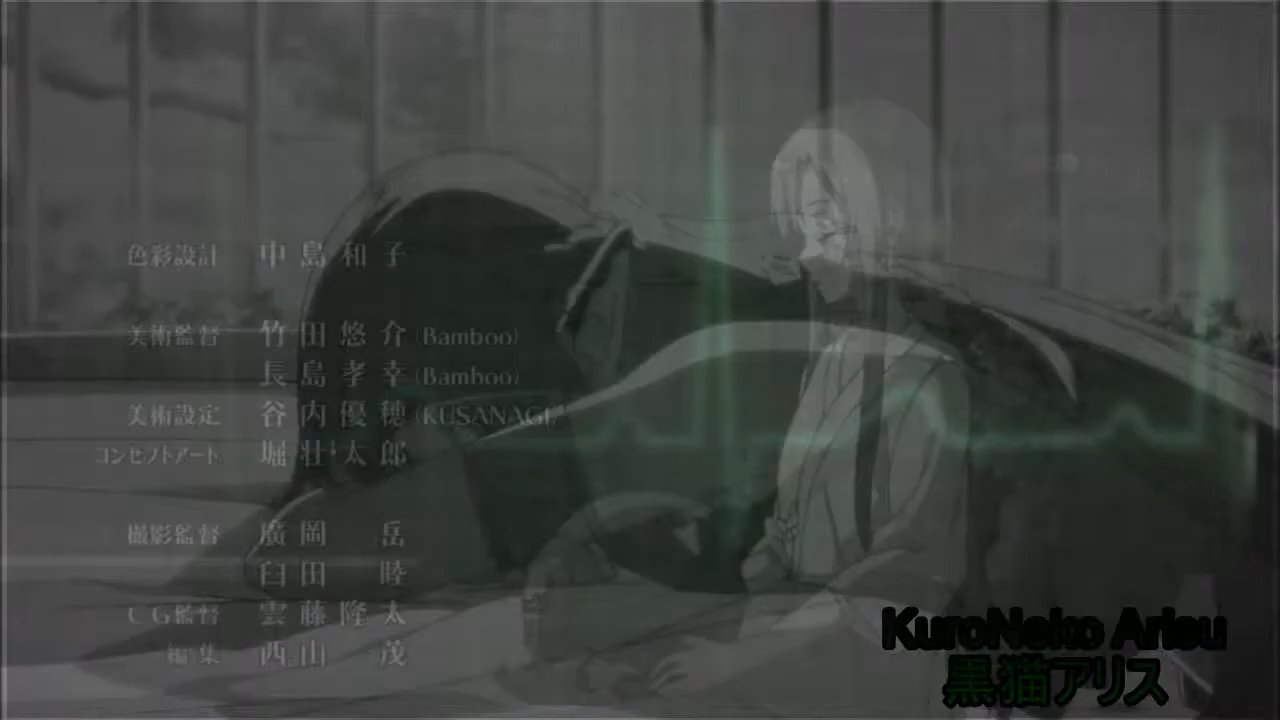 色彩設計 中島和子
美術監督 竹田悠介 (Bamboo)
長島孝幸 (Bamboo)
美術設定 谷内優穂 (KUSANAGI)
コンセプトアート 堀壮太郎
撮影監督 廣岡 岳
臼田 睦
CG監督 雲藤隆太
編集 西山 茂
KuroNeko Arisu
黒猫アリス